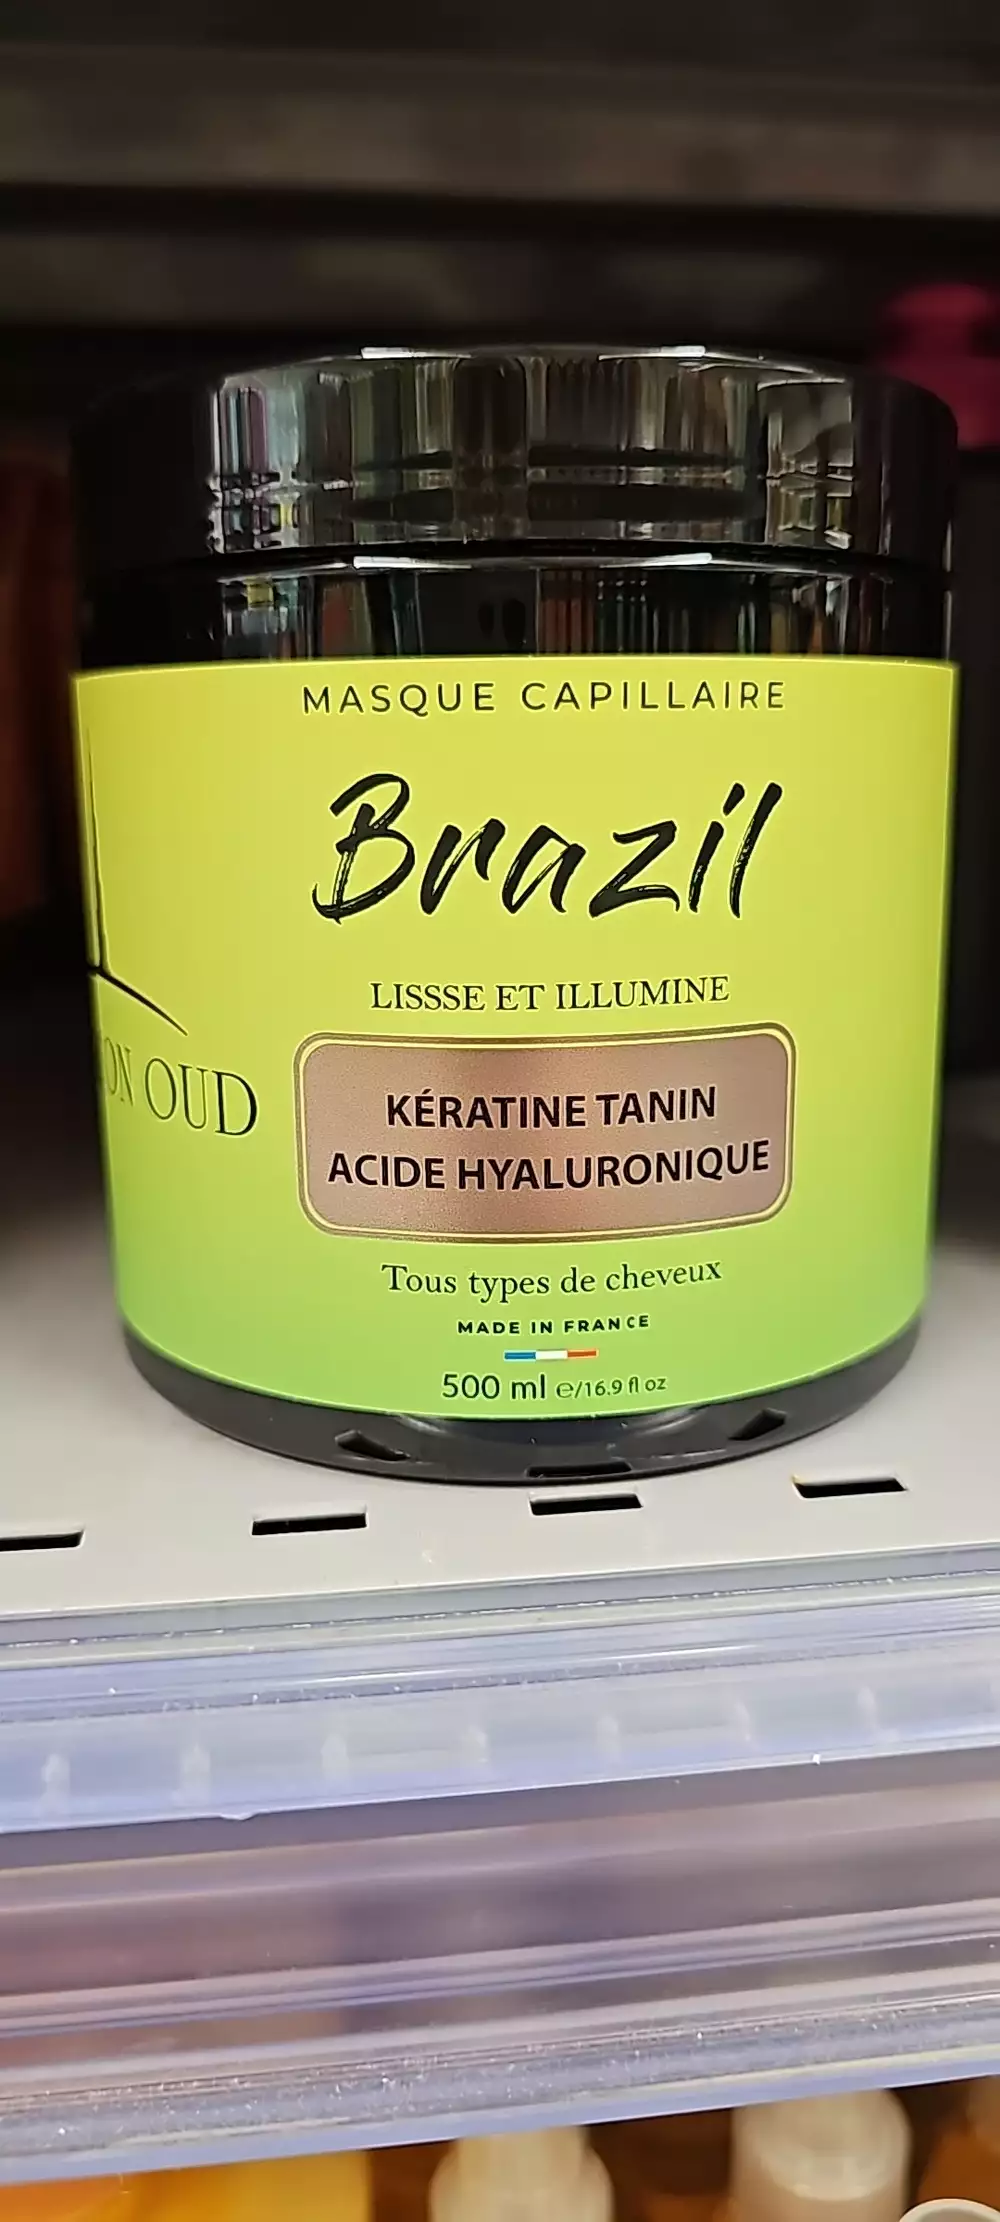 MASQUE CAPILLAIRE
Brazil
LISSSE ET ILLUMINE
OUD
KÉRATINE TANIN
ACIDE HYALURONIQUE
Tous types de cheveux
MADE IN FRANCE
500 ml e/16.9 fl oz